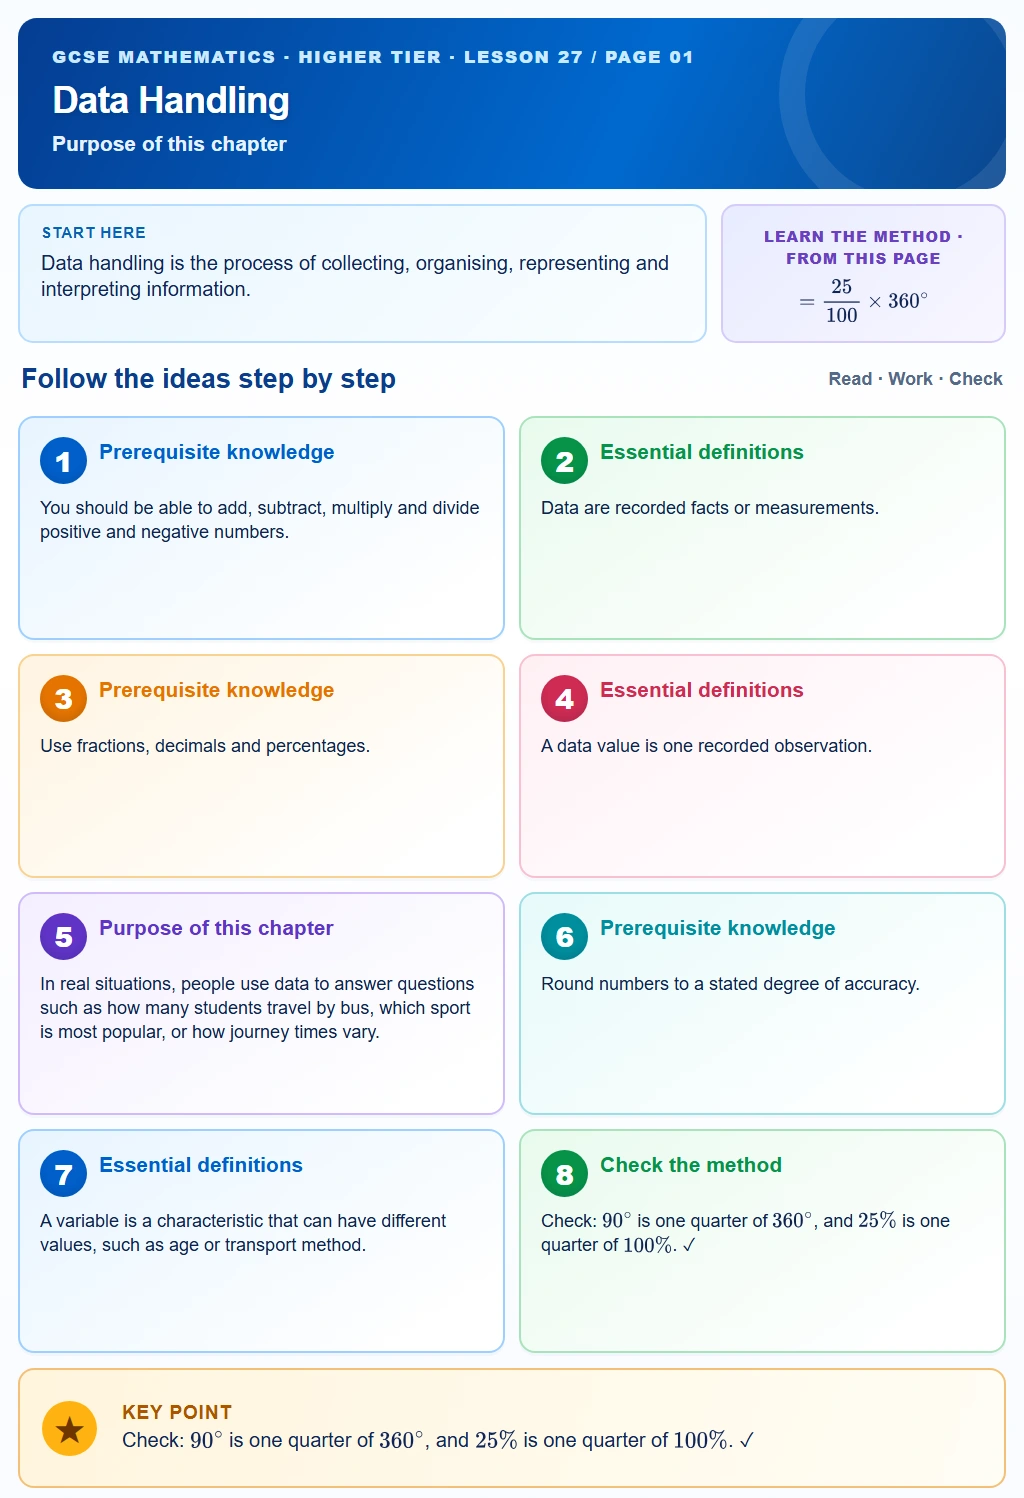 GCSE MATHEMATICS · HIGHER TIER · LESSON 27 / PAGE 01
Data Handling
Purpose of this chapter
START HERE
Data handling is the process of collecting, organising, representing and
interpreting information.
LEARN THE METHOD ·
FROM THIS PAGE
= 25/100 × 360°
Follow the ideas step by step
Read · Work · Check
1 Prerequisite knowledge
You should be able to add, subtract, multiply and divide
positive and negative numbers.
2 Essential definitions
Data are recorded facts or measurements.
3 Prerequisite knowledge
Use fractions, decimals and percentages.
4 Essential definitions
A data value is one recorded observation.
5 Purpose of this chapter
In real situations, people use data to answer questions
such as how many students travel by bus, which sport
is most popular, or how journey times vary.
6 Prerequisite knowledge
Round numbers to a stated degree of accuracy.
7 Essential definitions
A variable is a characteristic that can have different
values, such as age or transport method.
8 Check the method
Check: 90° is one quarter of 360°, and 25% is one
quarter of 100%. ✓
KEY POINT
Check: 90° is one quarter of 360°, and 25% is one quarter of 100%. ✓